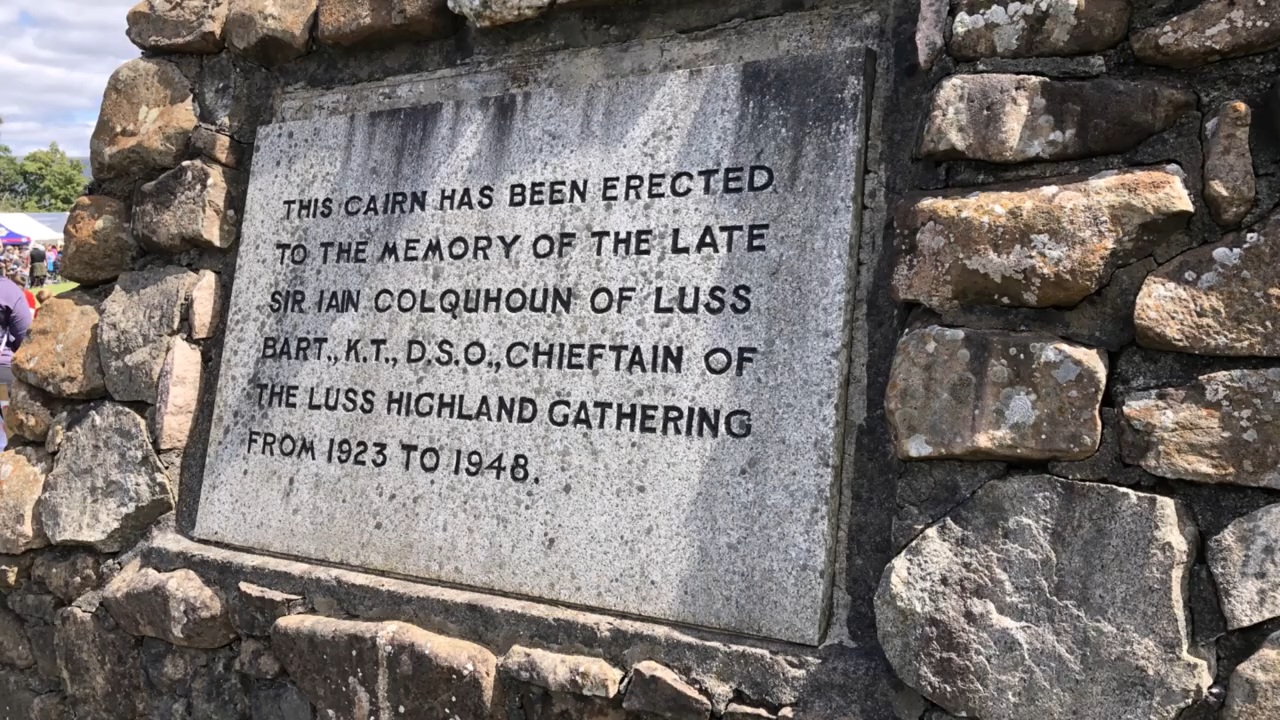 THIS CAIRN HAS BEEN ERECTED
TO THE MEMORY OF THE LATE
SIR IAIN COLQUHOUN OF LUSS
BART., K.T., D.S.O., CHIEFTAIN OF
THE LUSS HIGHLAND GATHERING
FROM 1923 TO 1948.